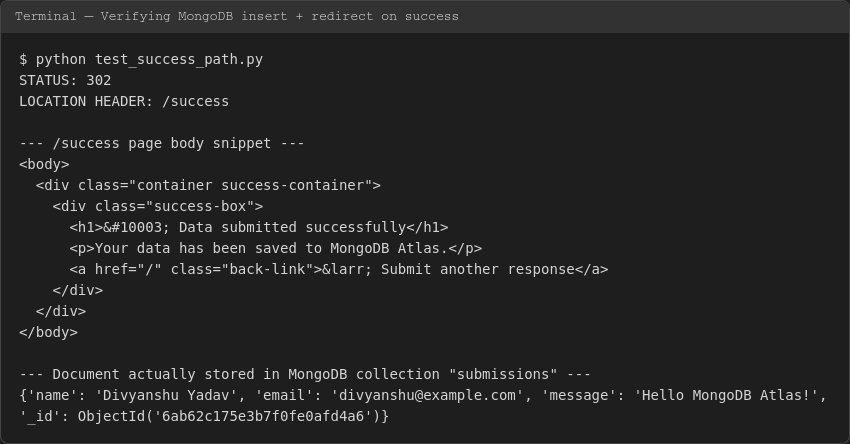 Terminal — Verifying MongoDB insert + redirect on success
$ python test_success_path.py
STATUS: 302
LOCATION HEADER: /success
--- /success page body snippet ---
<body>
  <div class="container success-container">
    <div class="success-box">
      <h1>&#10003; Data submitted successfully</h1>
      <p>Your data has been saved to MongoDB Atlas.</p>
      <a href="/" class="back-link">&larr; Submit another response</a>
    </div>
  </div>
</body>
--- Document actually stored in MongoDB collection "submissions" ---
{'name': 'Divyanshu Yadav', 'email': 'divyanshu@example.com', 'message': 'Hello MongoDB Atlas!',
'_id': ObjectId('6ab62c175e3b7f0fe0afd4a6')}